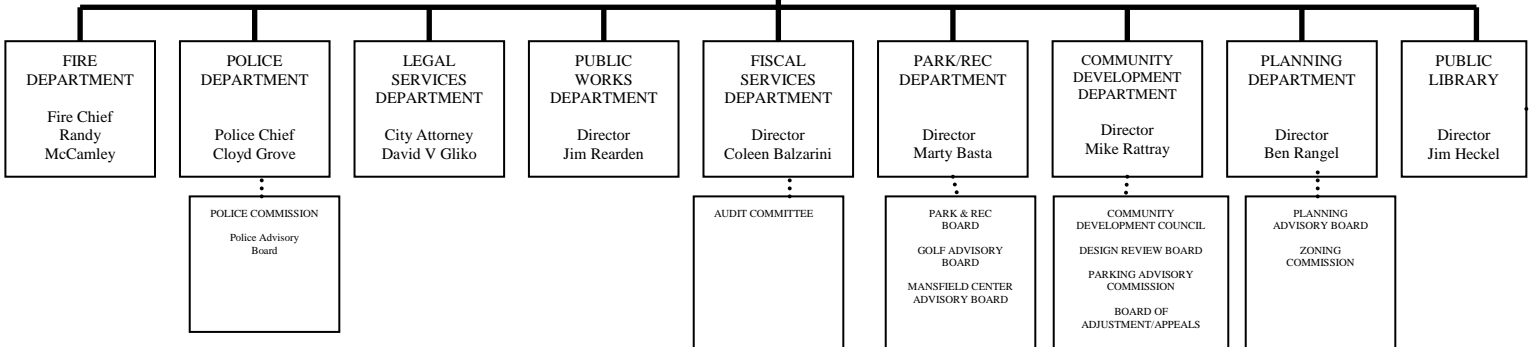 FIRE
DEPARTMENT
Fire Chief
Randy
McCamley
POLICE
DEPARTMENT
Police Chief
Cloyd Grove
LEGAL
SERVICES
DEPARTMENT
City Attorney
David V Gliko
PUBLIC
WORKS
DEPARTMENT
Director
Jim Rearden
FISCAL
SERVICES
DEPARTMENT
Director
Coleen Balzarini
PARK/REC
DEPARTMENT
Director
Marty Basta
COMMUNITY
DEVELOPMENT
DEPARTMENT
Director
Mike Rattray
PLANNING
DEPARTMENT
Director
Ben Rangel
PUBLIC
LIBRARY
Director
Jim Heckel
POLICE COMMISSION
Police Advisory
Board
AUDIT COMMITTEE
PARK & REC
BOARD
GOLF ADVISORY
BOARD
MANSFIELD CENTER
ADVISORY BOARD
COMMUNITY
DEVELOPMENT COUNCIL
DESIGN REVIEW BOARD
PARKING ADVISORY
COMMISSION
BOARD OF
ADJUSTMENT/APPEALS
PLANNING
ADVISORY BOARD
ZONING
COMMISSION